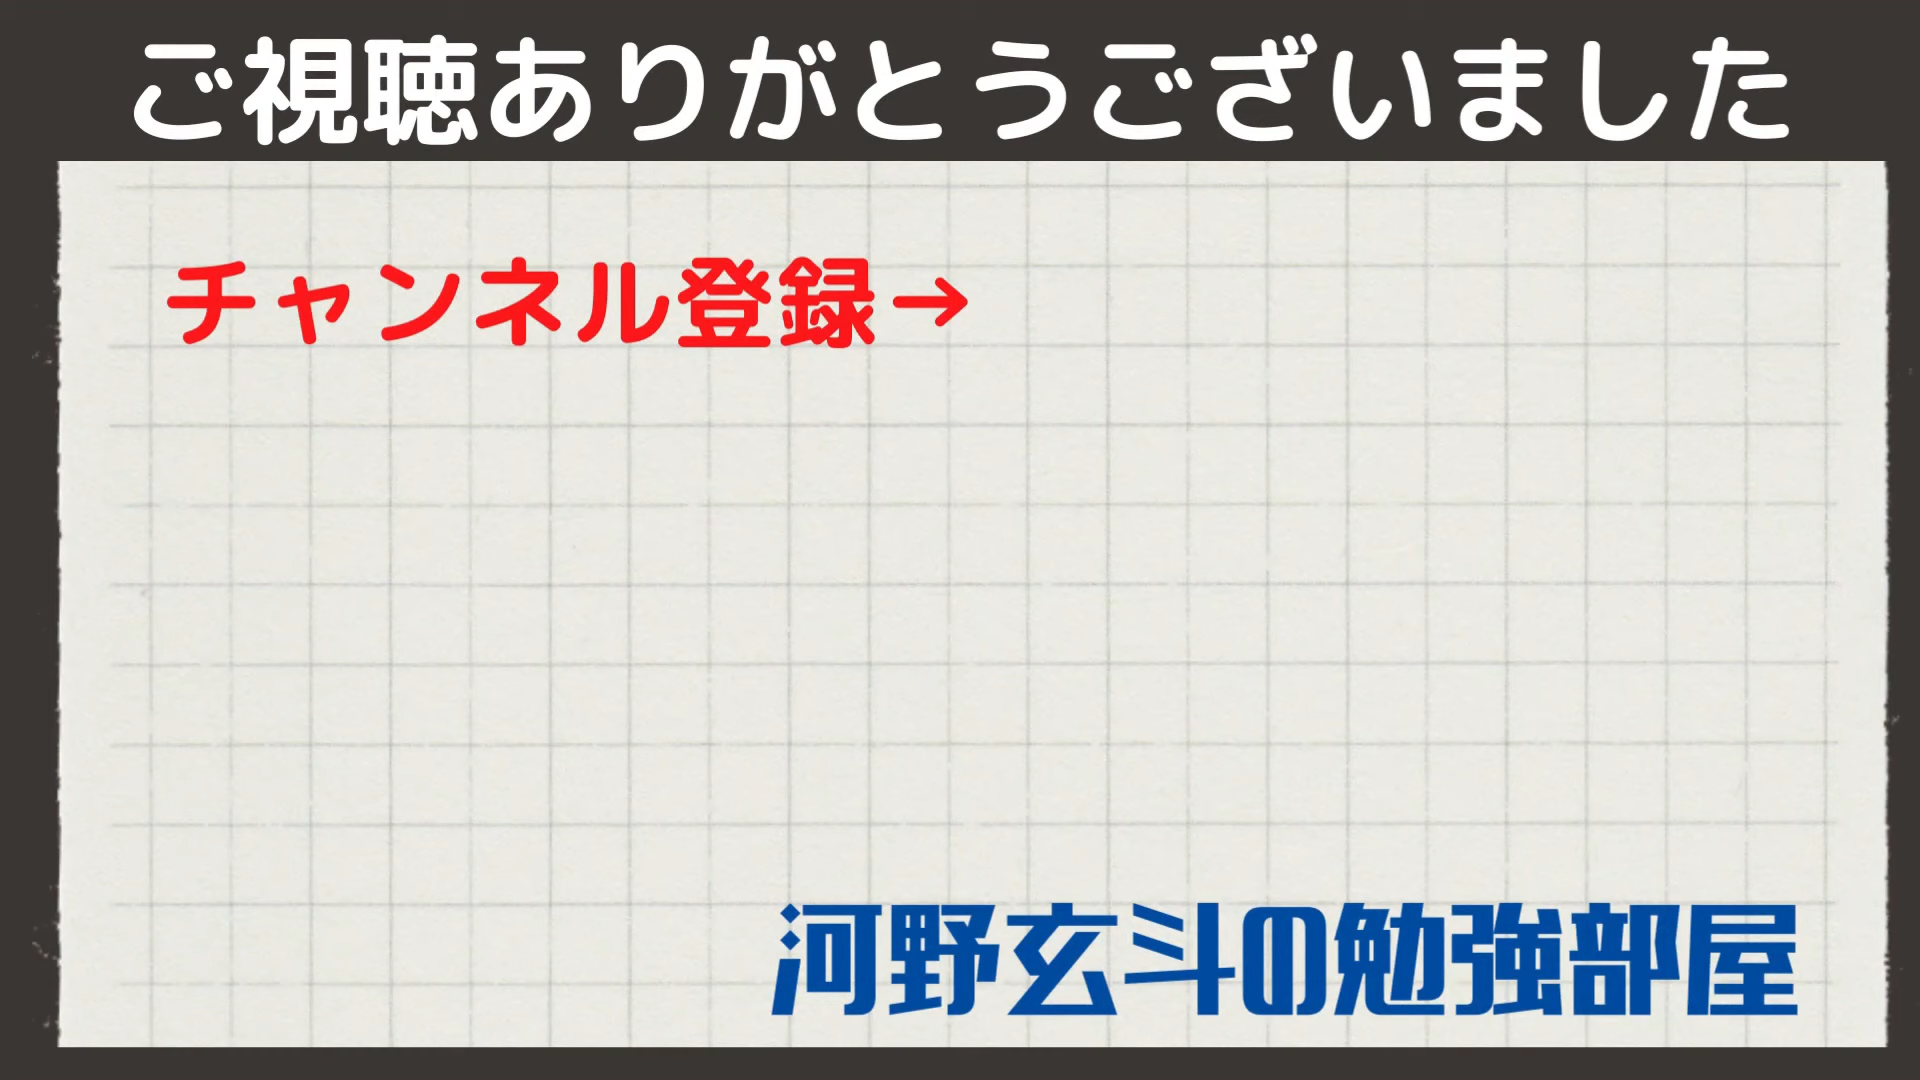 ご視聴ありがとうございました
チャンネル登録→
河野玄斗の勉強部屋